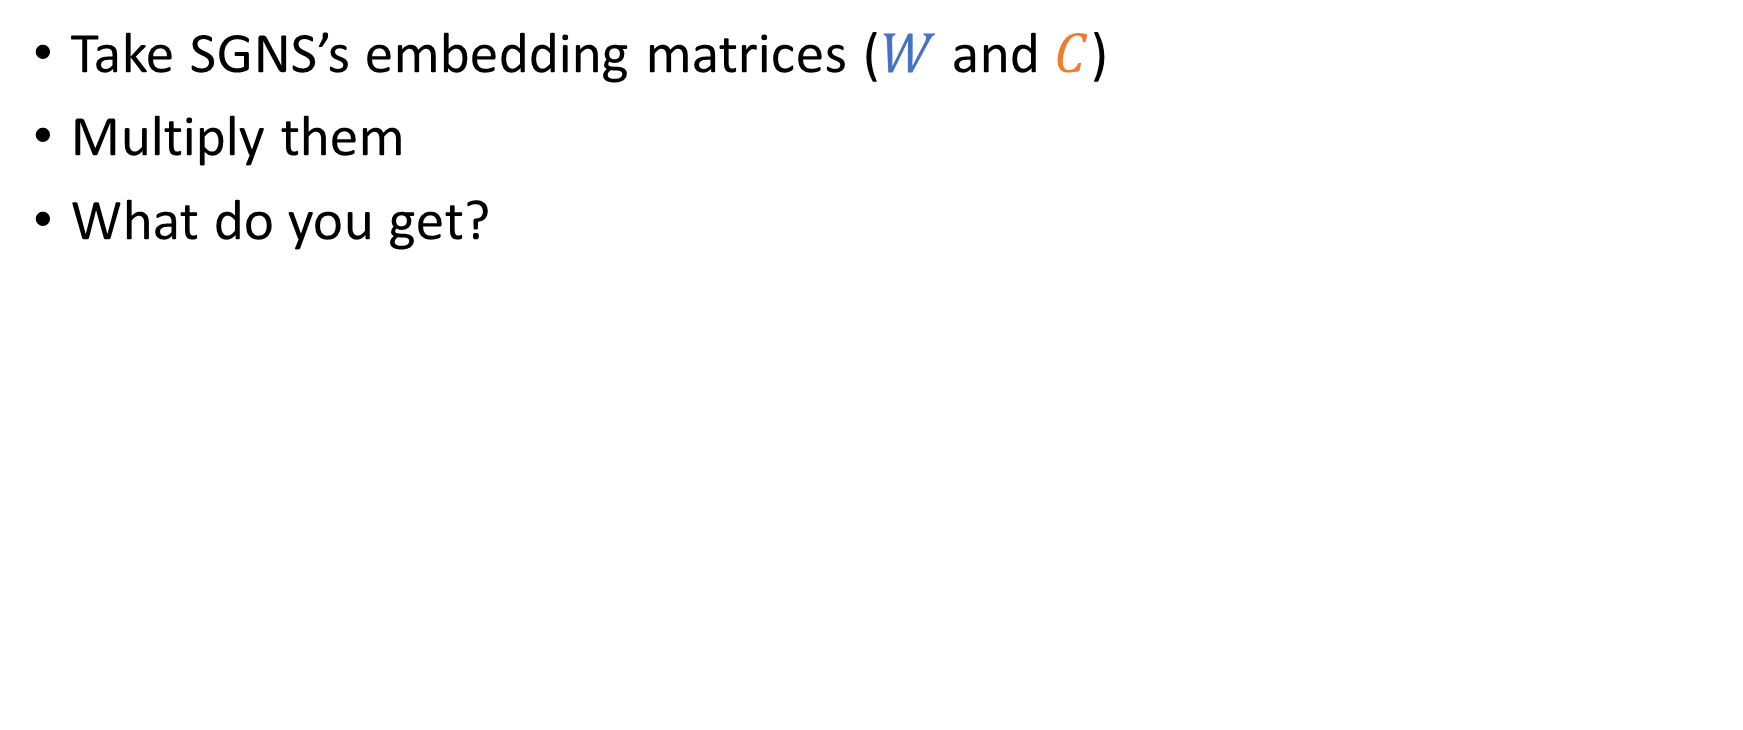 • Take SGNS’s embedding matrices (W and C)
• Multiply them
• What do you get?